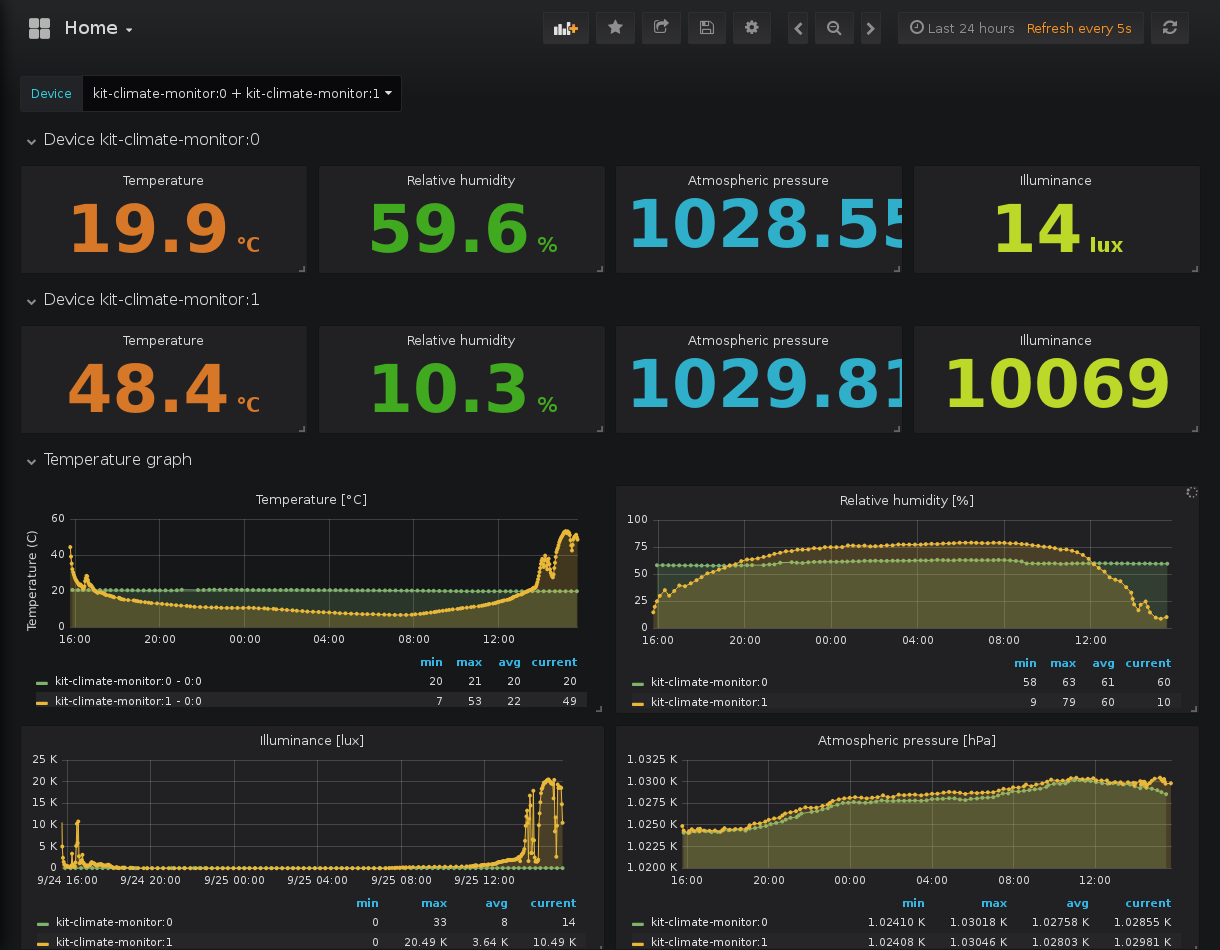 Home
Last 24 hours Refresh every 5s
Device kit-climate-monitor:0 + kit-climate-monitor:1
Device kit-climate-monitor:0
Temperature Relative humidity Atmospheric pressure Illuminance
19.9 °C 59.6 % 1028.55 14 lux
Device kit-climate-monitor:1
Temperature Relative humidity Atmospheric pressure Illuminance
48.4 °C 10.3 % 1029.81 10069
Temperature graph
Temperature [°C]
Temperature (C)
60
40
20
0
16:00 20:00 00:00 04:00 08:00 12:00
min max avg current
kit-climate-monitor:0 - 0:0 20 21 20 20
kit-climate-monitor:1 - 0:0 7 53 22 49
Relative humidity [%]
100
75
50
25
0
16:00 20:00 00:00 04:00 08:00 12:00
min max avg current
kit-climate-monitor:0 58 63 61 60
kit-climate-monitor:1 9 79 60 10
Illuminance [lux]
25 K
20 K
15 K
10 K
5 K
0
9/24 16:00 9/24 20:00 9/25 00:00 9/25 04:00 9/25 08:00 9/25 12:00
min max avg current
kit-climate-monitor:0 0 33 8 14
kit-climate-monitor:1 0 20.49 K 3.64 K 10.49 K
Atmospheric pressure [hPa]
1.0325 K
1.0300 K
1.0275 K
1.0250 K
1.0225 K
1.0200 K
16:00 20:00 00:00 04:00 08:00 12:00
min max avg current
kit-climate-monitor:0 1.02410 K 1.03018 K 1.02758 K 1.02855 K
kit-climate-monitor:1 1.02408 K 1.03046 K 1.02803 K 1.02981 K